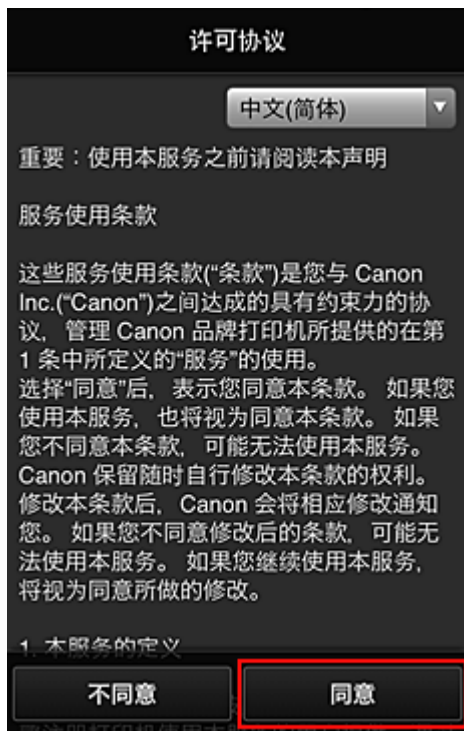 许可协议
中文(简体)
重要：使用本服务之前请阅读本声明
服务使用条款
这些服务使用条款(“条款”)是您与 Canon
Inc.(“Canon”)之间达成的具有约束力的协
议，管理 Canon 品牌打印机所提供的在第
1 条中所定义的“服务”的使用。
选择“同意”后，表示您同意本条款。 如果您
使用本服务，也将视为同意本条款。 如果
您不同意本条款，可能无法使用本服务。
Canon 保留随时自行修改本条款的权利。
修改本条款后，Canon 会将相应修改通知
您。 如果您不同意修改后的条款，可能无
法使用本服务。 如果您继续使用本服务，
将视为同意所做的修改。
1. 本服务的定义
不同意
同意